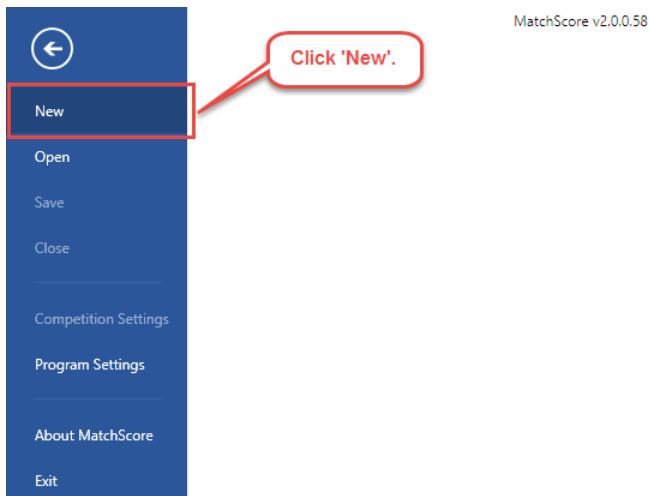 MatchScore v2.0.0.58
Click 'New'.
New
Open
Save
Close
Competition Settings
Program Settings
About MatchScore
Exit